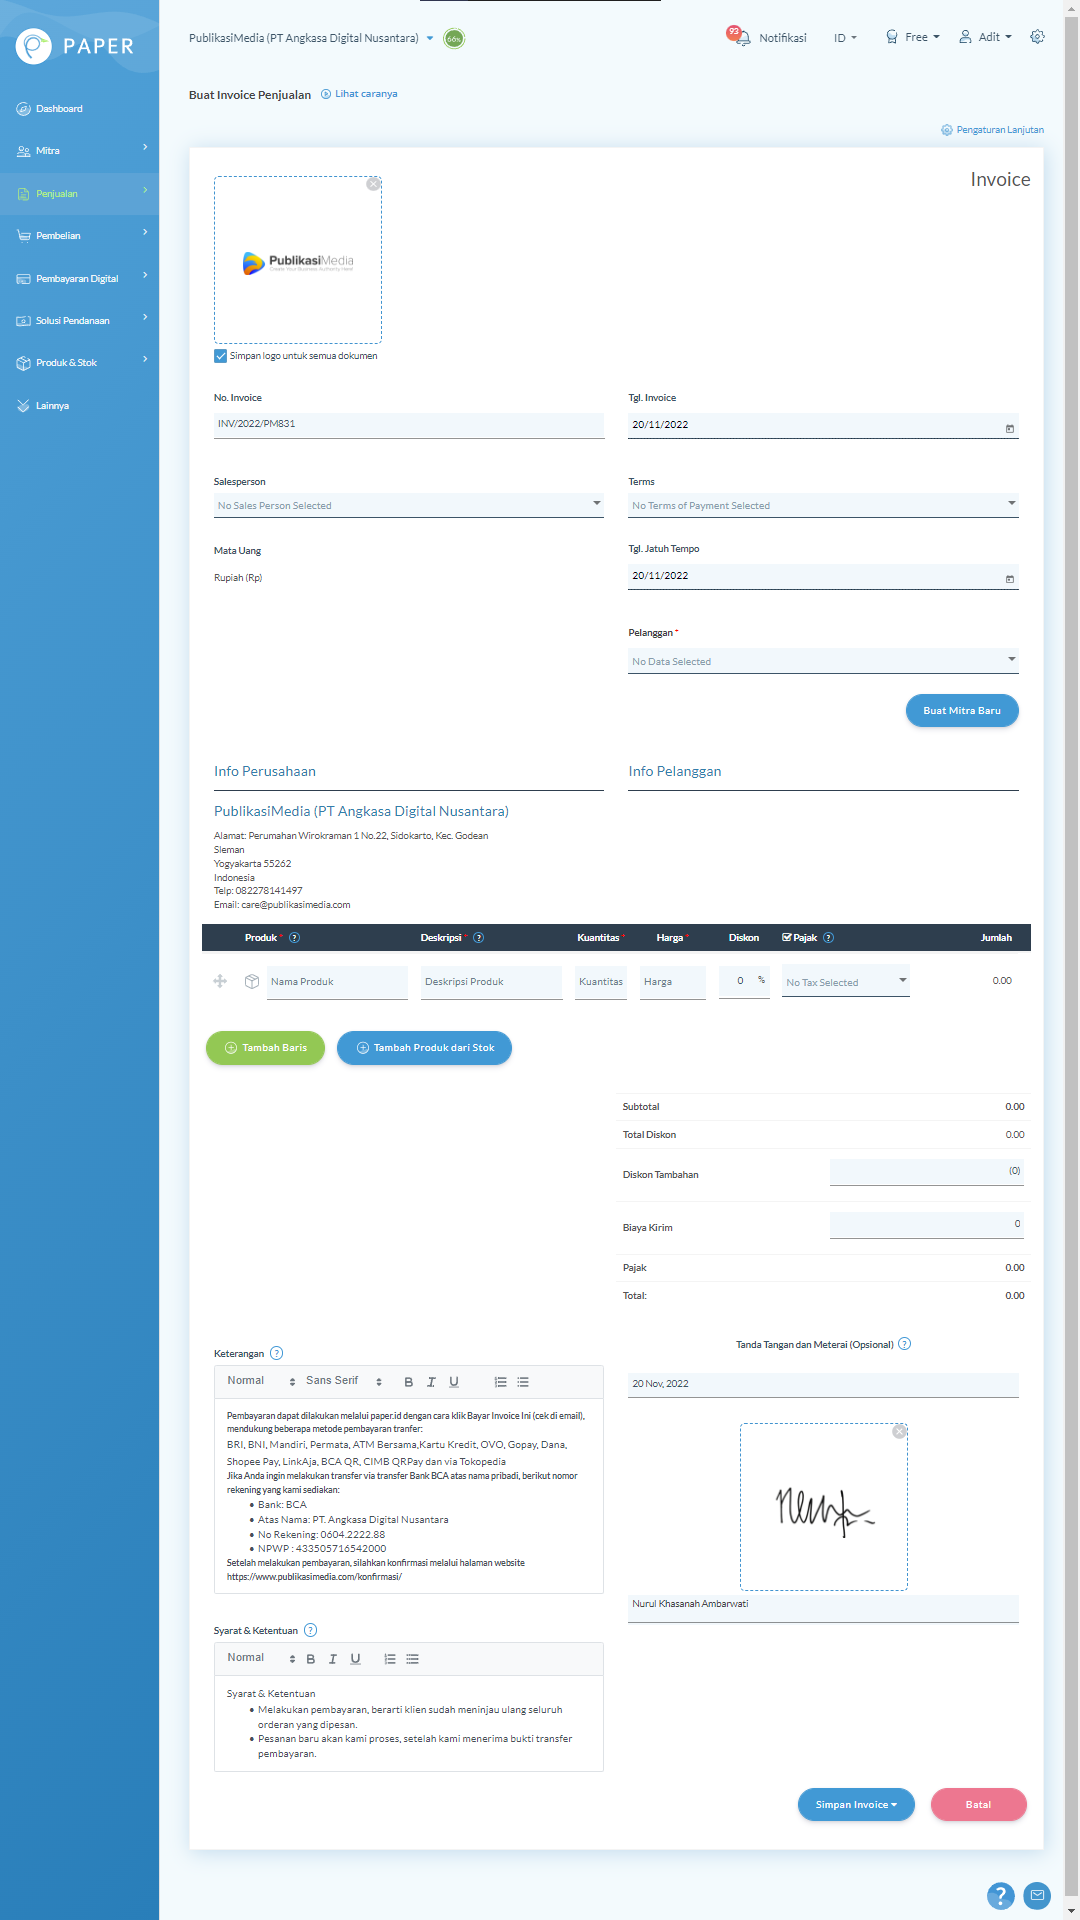 PAPER
PublikasiMedia (PT Angkasa Digital Nusantara)
66%
93
Notifikasi
ID
Free
Adit
Dashboard
Mitra
Penjualan
Pembelian
Pembayaran Digital
Solusi Pendanaan
Produk & Stok
Lainnya
Buat Invoice Penjualan
Lihat caranya
Pengaturan Lanjutan
Invoice
PublikasiMedia
Create Your Business Authority Here!
Simpan logo untuk semua dokumen
No. Invoice
INV/2022/PM831
Tgl. Invoice
20/11/2022
Salesperson
No Sales Person Selected
Terms
No Terms of Payment Selected
Mata Uang
Rupiah (Rp)
Tgl. Jatuh Tempo
20/11/2022
Pelanggan *
No Data Selected
Buat Mitra Baru
Info Perusahaan
Info Pelanggan
PublikasiMedia (PT Angkasa Digital Nusantara)
Alamat: Perumahan Wirokraman 1 No.22, Sidokarto, Kec. Godean
Sleman
Yogyakarta 55262
Indonesia
Telp: 082278141497
Email: care@publikasimedia.com
Produk * ? Deskripsi * ? Kuantitas * Harga * Diskon Pajak ? Jumlah
Nama Produk Deskripsi Produk Kuantitas Harga 0 % No Tax Selected 0.00
Tambah Baris
Tambah Produk dari Stok
Subtotal 0.00
Total Diskon 0.00
Diskon Tambahan (0)
Biaya Kirim 0
Pajak 0.00
Total: 0.00
Keterangan ?
Normal Sans Serif B I U
Pembayaran dapat dilakukan melalui paper.id dengan cara klik Bayar Invoice Ini (cek di email),
mendukung beberapa metode pembayaran tranfer:
BRI, BNI, Mandiri, Permata, ATM Bersama,Kartu Kredit, OVO, Gopay, Dana,
Shopee Pay, LinkAja, BCA QR, CIMB QRPay dan via Tokopedia
Jika Anda ingin melakukan transfer via transfer Bank BCA atas nama pribadi, berikut nomor
rekening yang kami sediakan:
• Bank: BCA
• Atas Nama: PT. Angkasa Digital Nusantara
• No Rekening: 0604.2222.88
• NPWP : 433505716542000
Setelah melakukan pembayaran, silahkan konfirmasi melalui halaman website
https://www.publikasimedia.com/konfirmasi/
Tanda Tangan dan Meterai (Opsional) ?
20 Nov, 2022
Nurul Khasanah Ambarwati
Syarat & Ketentuan ?
Normal B I U
Syarat & Ketentuan
• Melakukan pembayaran, berarti klien sudah meninjau ulang seluruh
orderan yang dipesan.
• Pesanan baru akan kami proses, setelah kami menerima bukti transfer
pembayaran.
Simpan Invoice
Batal
?